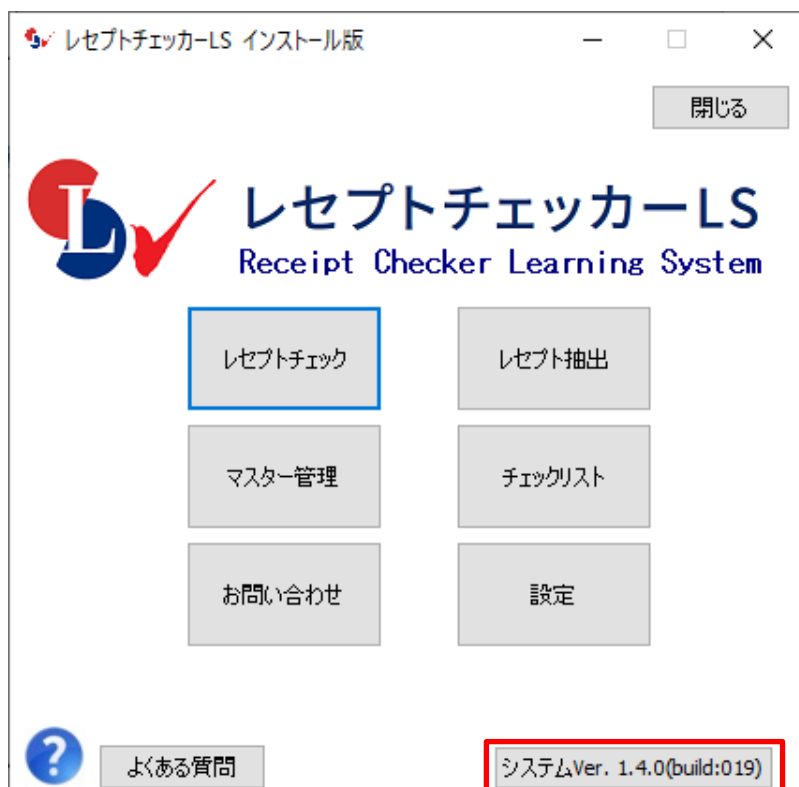 レセプトチェッカーLS インストール版
閉じる
L
レセプトチェッカーLS
Receipt Checker Learning System
レセプトチェック
レセプト抽出
マスター管理
チェックリスト
お問い合わせ
設定
?
よくある質問
システムVer. 1.4.0(build:019)